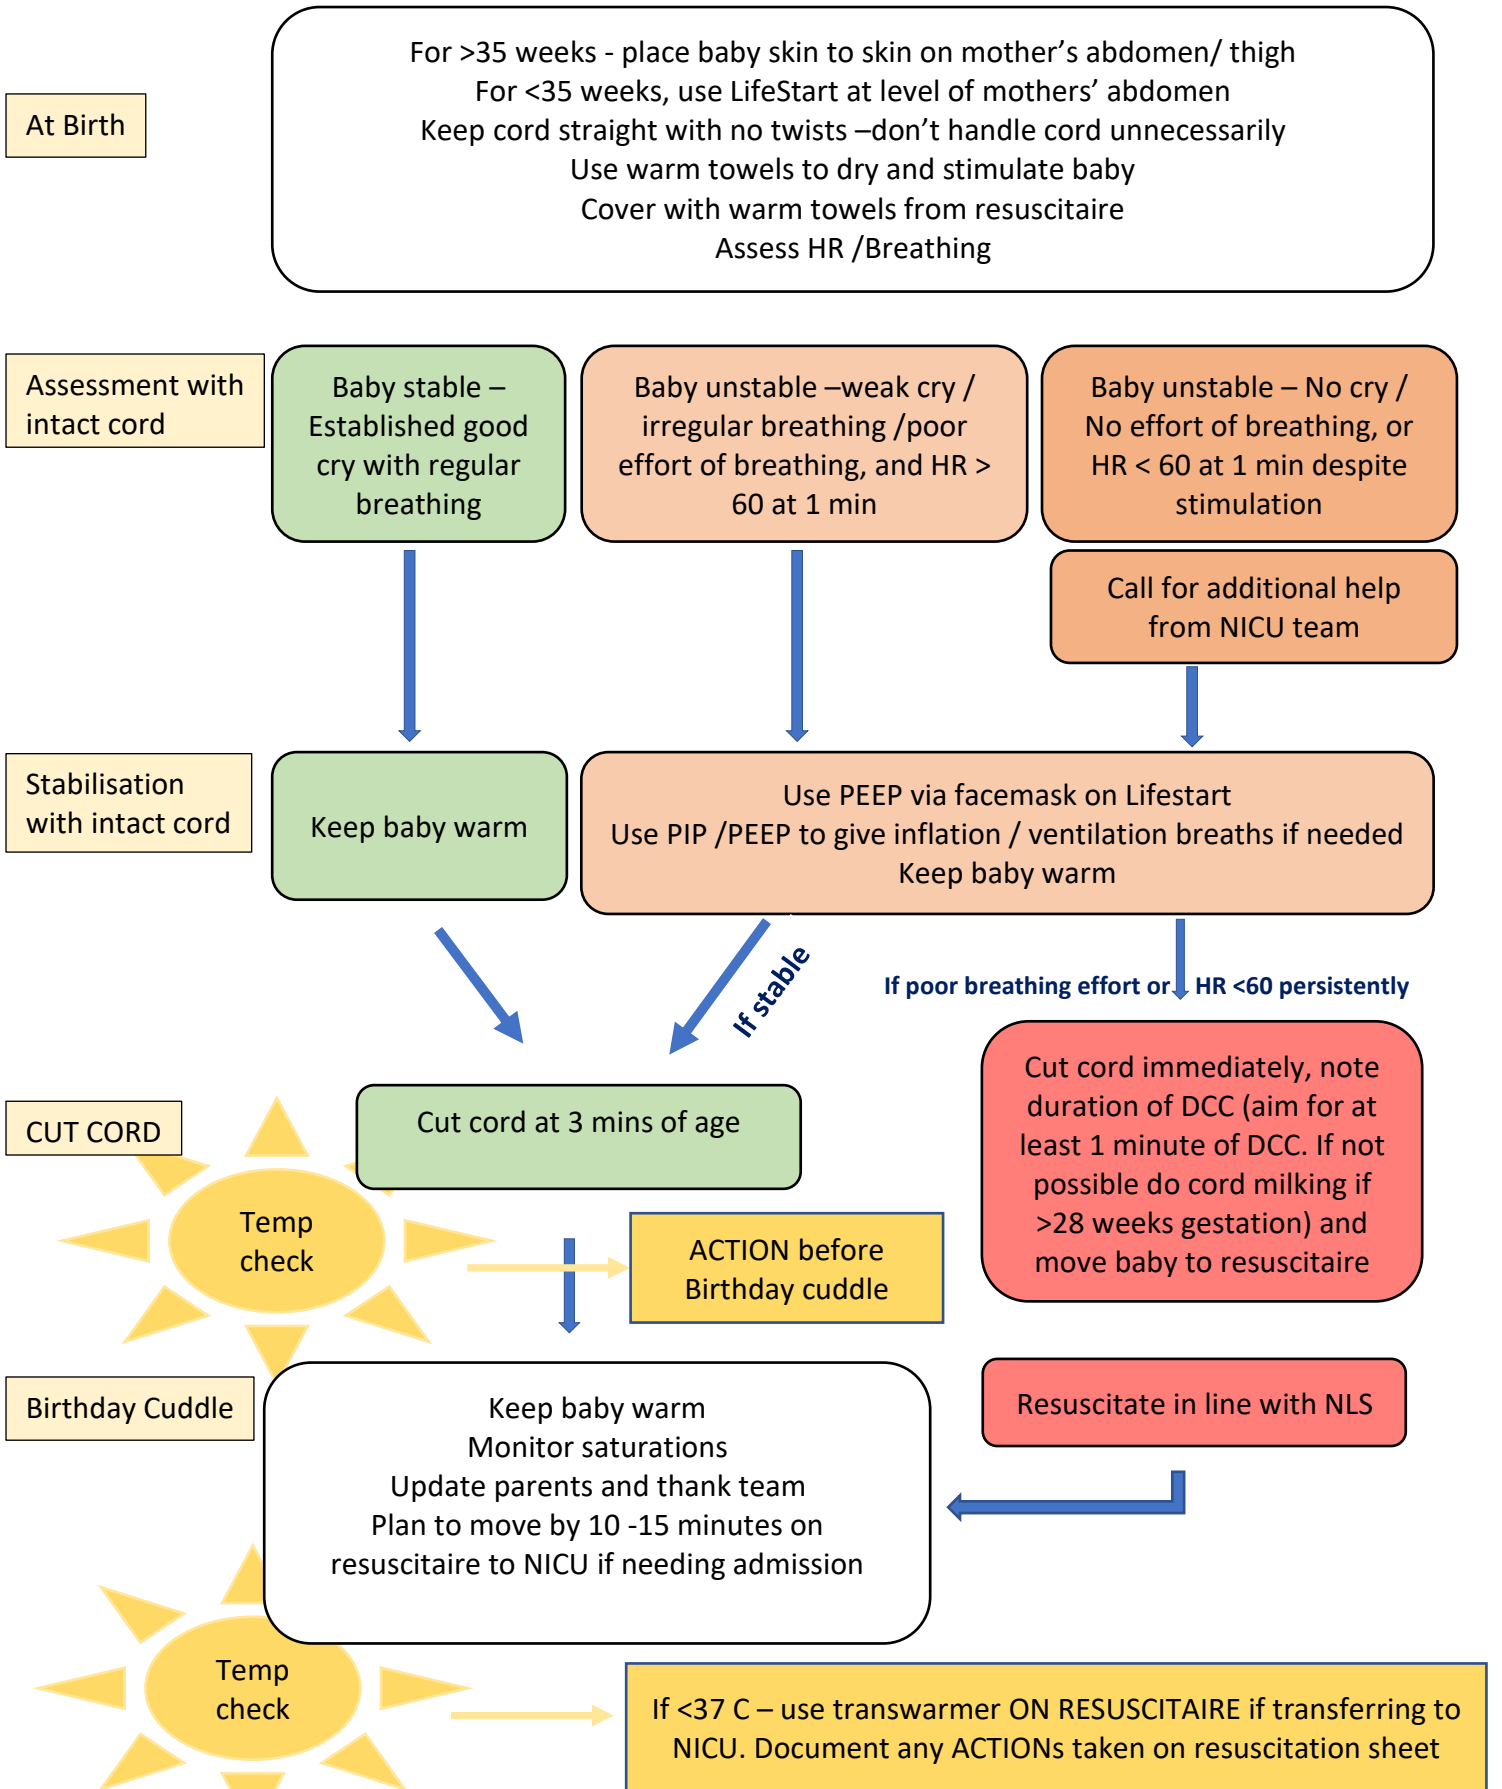 For >35 weeks - place baby skin to skin on mother’s abdomen/ thigh
For <35 weeks, use LifeStart at level of mothers’ abdomen
Keep cord straight with no twists –don’t handle cord unnecessarily
Use warm towels to dry and stimulate baby
Cover with warm towels from resuscitaire
Assess HR /Breathing
At Birth
Assessment with
intact cord
Baby stable –
Established good
cry with regular
breathing
Baby unstable –weak cry /
irregular breathing /poor
effort of breathing, and HR >
60 at 1 min
Baby unstable – No cry /
No effort of breathing, or
HR < 60 at 1 min despite
stimulation
Call for additional help
from NICU team
Stabilisation
with intact cord
Keep baby warm
Use PEEP via facemask on Lifestart
Use PIP /PEEP to give inflation / ventilation breaths if needed
Keep baby warm
If stable
If poor breathing effort or HR <60 persistently
CUT CORD
Cut cord at 3 mins of age
Cut cord immediately, note
duration of DCC (aim for at
least 1 minute of DCC. If not
possible do cord milking if
>28 weeks gestation) and
move baby to resuscitaire
Temp
check
ACTION before
Birthday cuddle
Birthday Cuddle
Keep baby warm
Monitor saturations
Update parents and thank team
Plan to move by 10 -15 minutes on
resuscitaire to NICU if needing admission
Resuscitate in line with NLS
Temp
check
If <37 C – use transwarmer ON RESUSCITAIRE if transferring to
NICU. Document any ACTIONs taken on resuscitation sheet